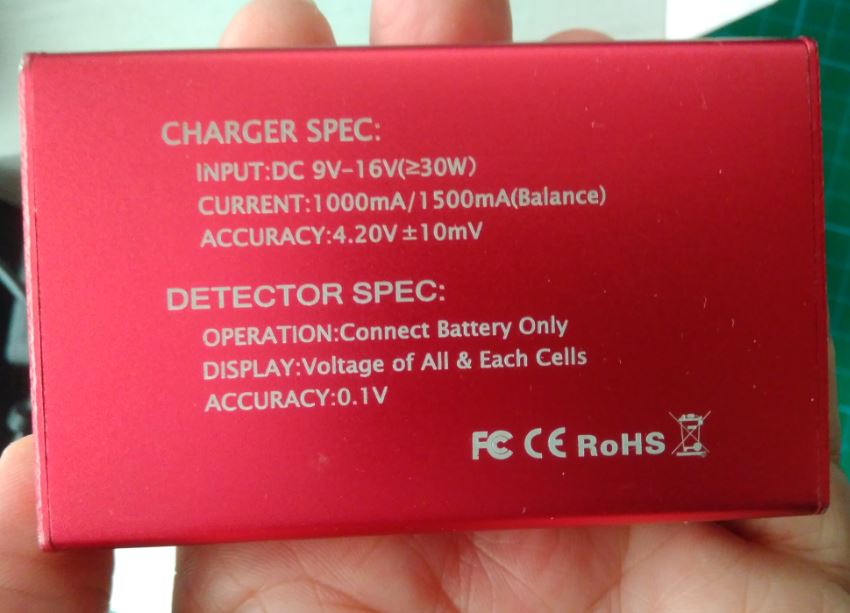 CHARGER SPEC:
INPUT:DC 9V-16V(≥30W)
CURRENT:1000mA/1500mA(Balance)
ACCURACY:4.20V±10mV
DETECTOR SPEC:
OPERATION:Connect Battery Only
DISPLAY:Voltage of All & Each Cells
ACCURACY:0.1V
FC CE RoHS